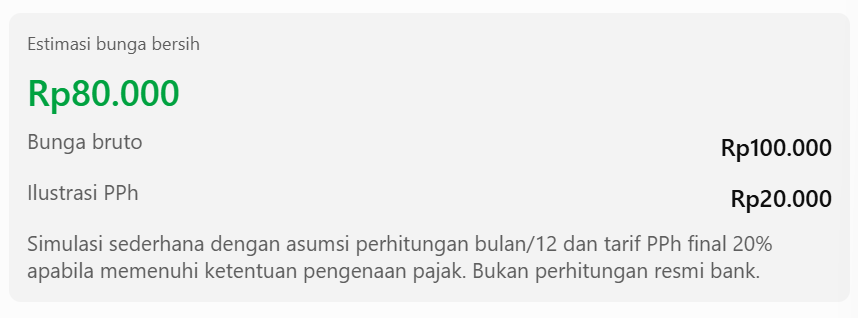 Estimasi bunga bersih
Rp80.000
Bunga bruto Rp100.000
Ilustrasi PPh Rp20.000
Simulasi sederhana dengan asumsi perhitungan bulan/12 dan tarif PPh final 20%
apabila memenuhi ketentuan pengenaan pajak. Bukan perhitungan resmi bank.